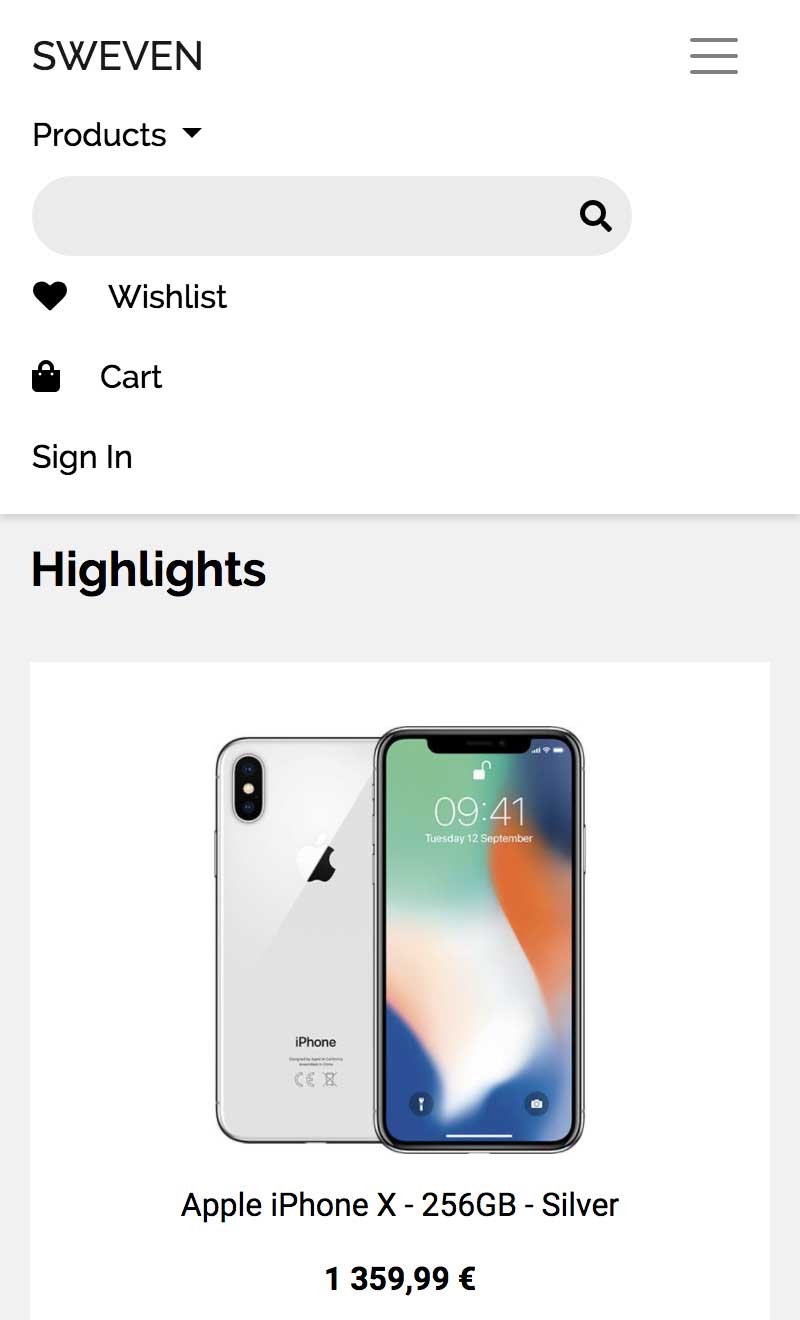 SWEVEN
Products
Wishlist
Cart
Sign In
Highlights
09:41
Tuesday 12 September
iPhone
Apple iPhone X - 256GB - Silver
1 359,99 €